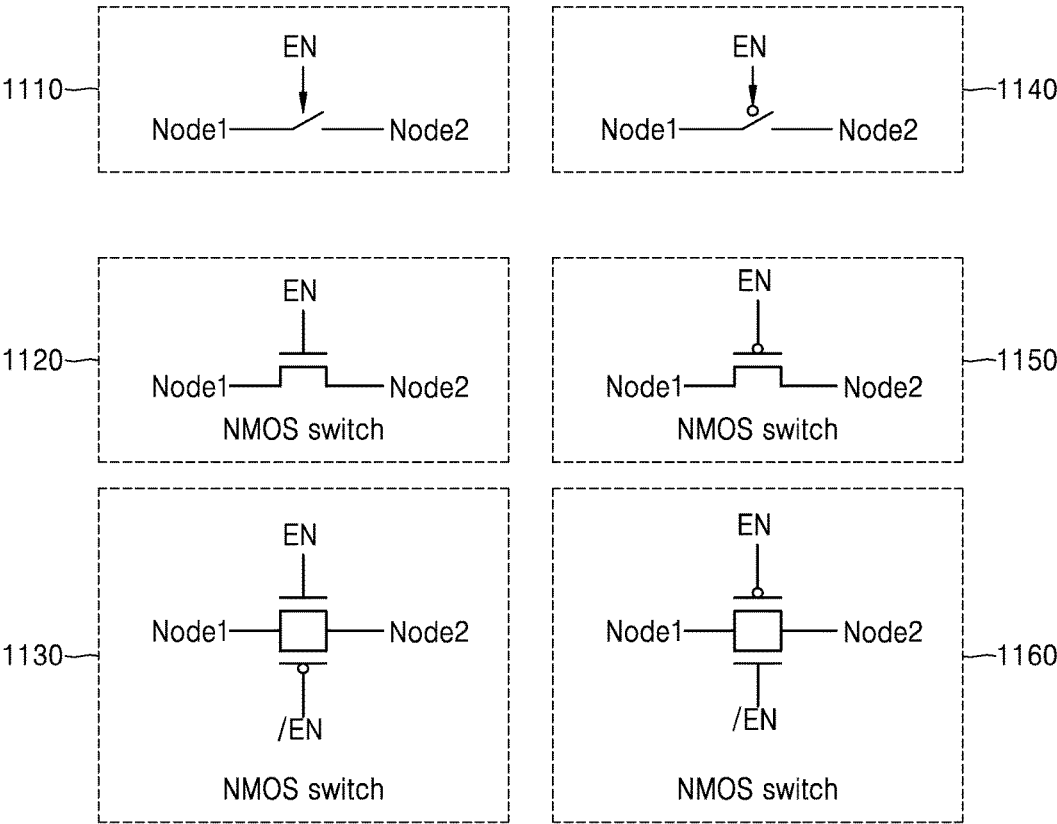 EN
1110
Node1 Node2
EN
1140
Node1 Node2
EN
1120
Node1 Node2
NMOS switch
EN
1150
Node1 Node2
NMOS switch
EN
Node1 Node2
1130
/EN
NMOS switch
EN
Node1 Node2
1160
/EN
NMOS switch